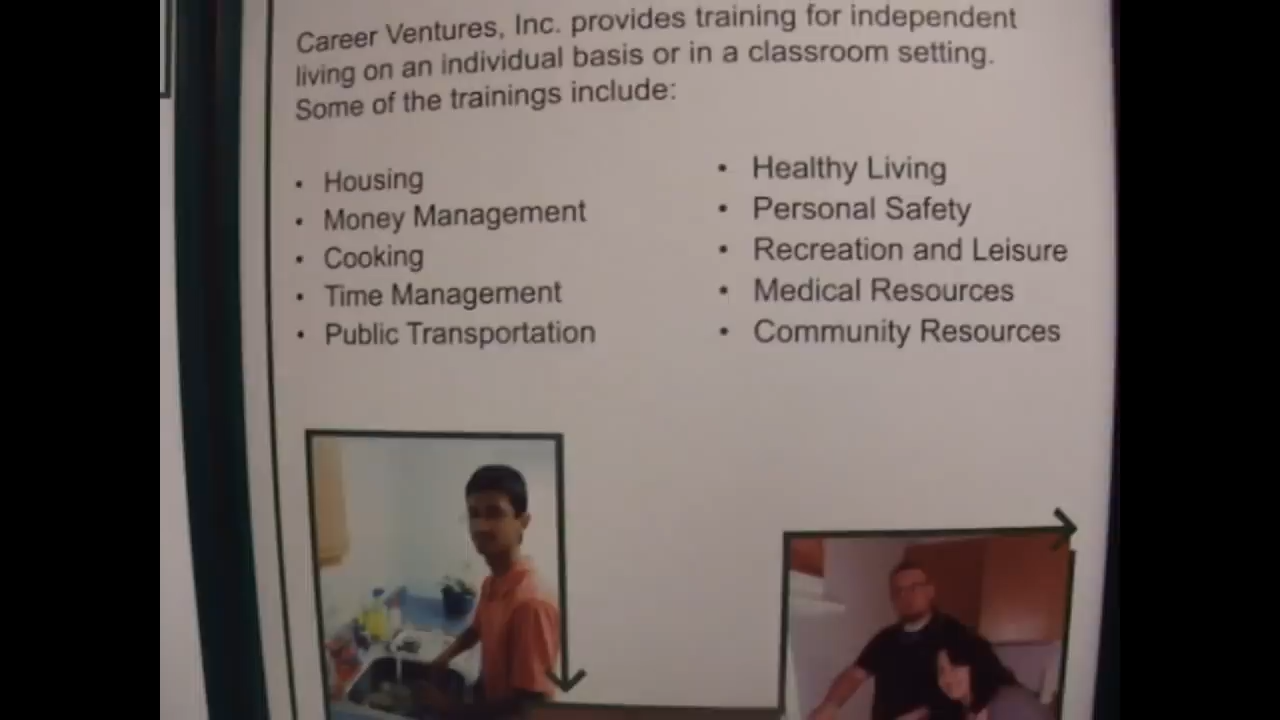 Career Ventures, Inc. provides training for independent
living on an individual basis or in a classroom setting.
Some of the trainings include:
• Housing
• Money Management
• Cooking
• Time Management
• Public Transportation
• Healthy Living
• Personal Safety
• Recreation and Leisure
• Medical Resources
• Community Resources